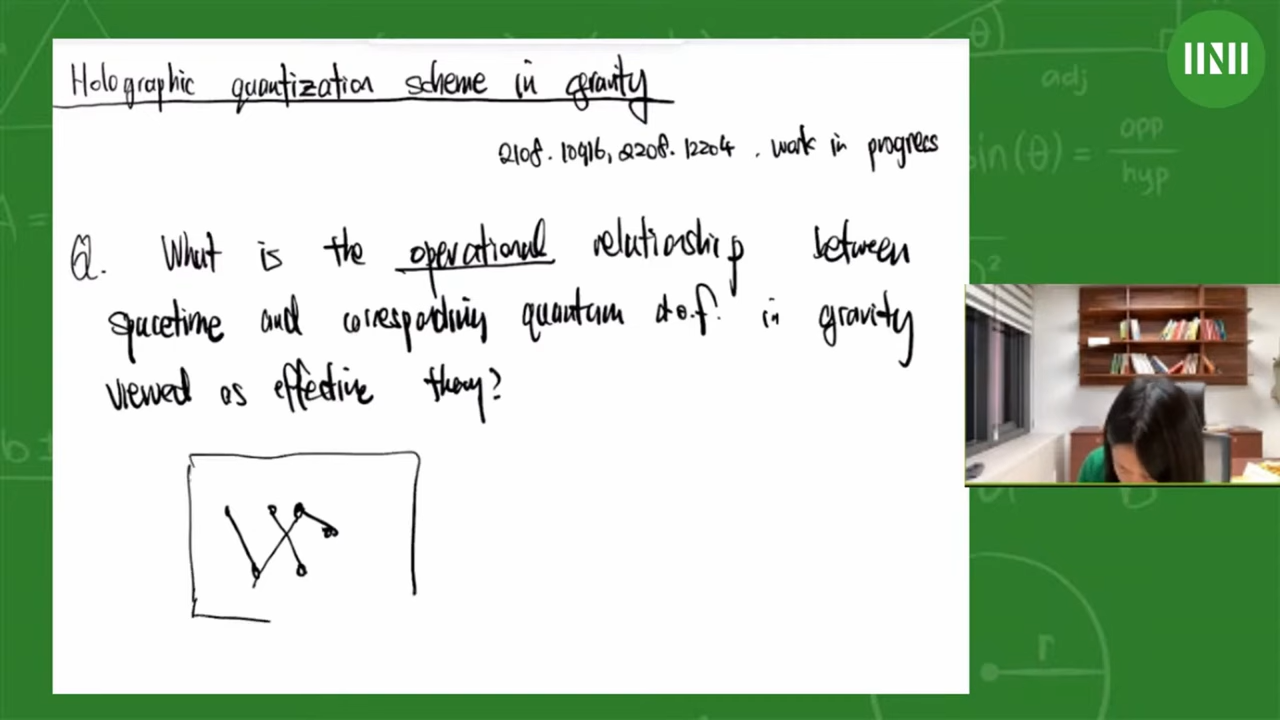 Holographic quantization scheme in gravity
2108.10916, 2208.12204. work in progress
Q. What is the operational relationship between
spacetime and corresponding quantum d.o.f. in gravity
viewed as effective theory?
adj
sin(θ) = opp
hyp
θ
r